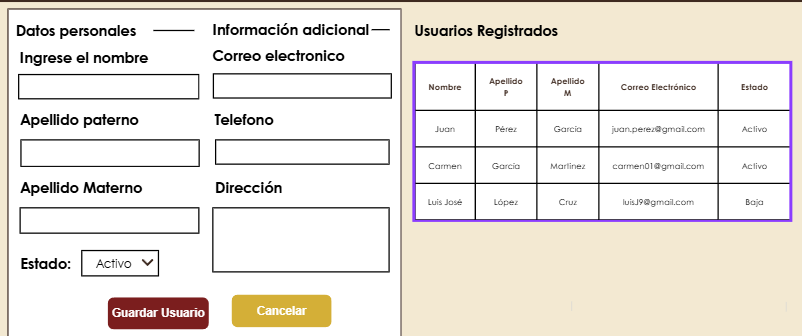 Datos personales
Ingrese el nombre
Apellido paterno
Apellido Materno
Estado: Activo
Información adicional
Correo electronico
Telefono
Dirección
Guardar Usuario Cancelar
Usuarios Registrados
Nombre Apellido P Apellido M Correo Electrónico Estado
Juan Pérez García juan.perez@gmail.com Activo
Carmen García Martínez carmen01@gmail.com Activo
Luis José López Cruz luisJ9@gmail.com Baja